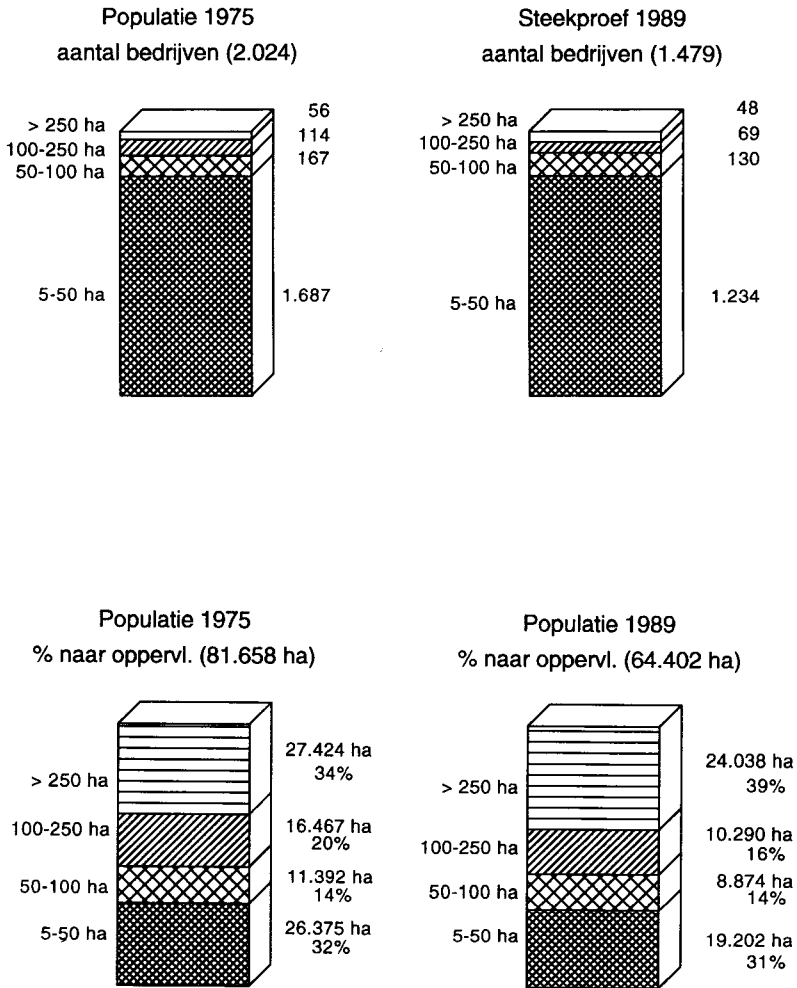 Populatie 1975
aantal bedrijven (2.024)
> 250 ha
100-250 ha
50-100 ha
5-50 ha
56
114
167
1.687
Steekproef 1989
aantal bedrijven (1.479)
> 250 ha
100-250 ha
50-100 ha
5-50 ha
48
69
130
1.234
Populatie 1975
% naar oppervl. (81.658 ha)
> 250 ha
100-250 ha
50-100 ha
5-50 ha
27.424 ha
34%
16.467 ha
20%
11.392 ha
14%
26.375 ha
32%
Populatie 1989
% naar oppervl. (64.402 ha)
> 250 ha
100-250 ha
50-100 ha
5-50 ha
24.038 ha
39%
10.290 ha
16%
8.874 ha
14%
19.202 ha
31%